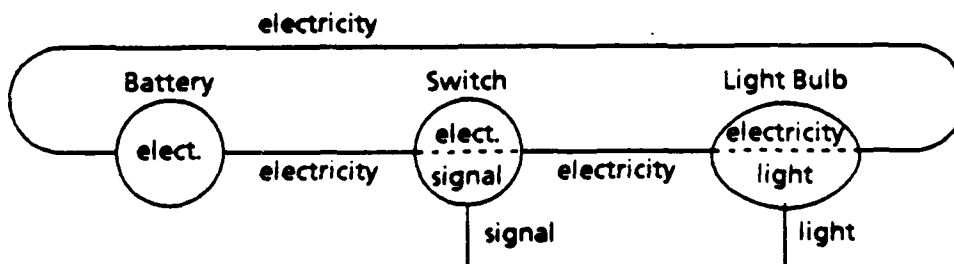 electricity
Battery
Switch
Light Bulb
elect.
electricity
elect.
signal
electricity
electricity
light
signal
light